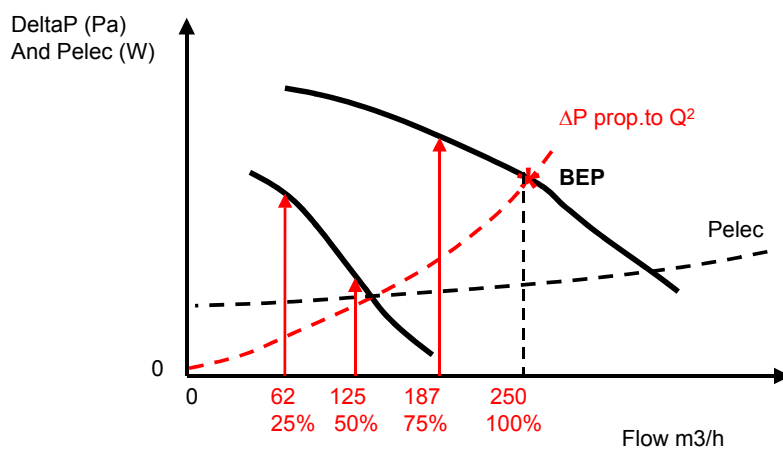 DeltaP (Pa)
And Pelec (W)
ΔP prop.to Q²
BEP
Pelec
0
0 62 125 187 250
25% 50% 75% 100%
Flow m3/h